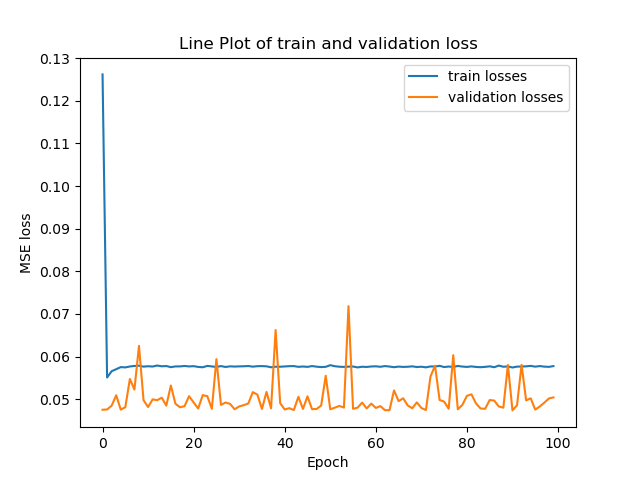 Line Plot of train and validation loss
train losses
validation losses
0.13
0.12
0.11
0.10
0.09
0.08
0.07
0.06
0.05
MSE loss
0 20 40 60 80 100
Epoch